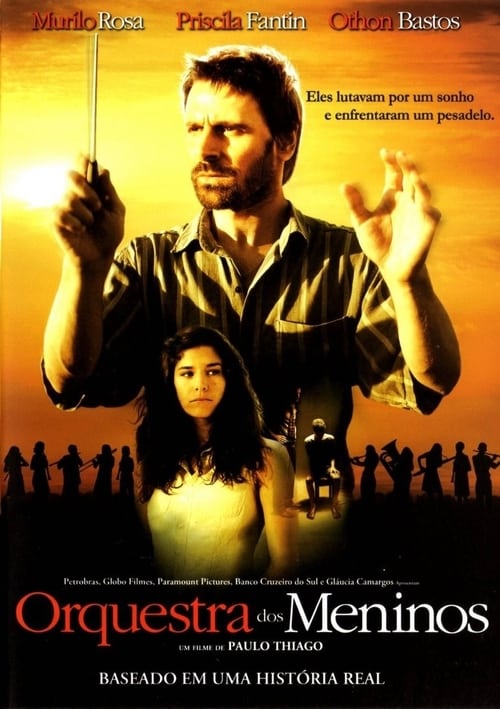 Murilo Rosa Priscila Fantin Othon Bastos
Eles lutavam por um sonho
e enfrentaram um pesadelo.
Petrobras, Globo Filmes, Paramount Pictures, Banco Cruzeiro do Sul e Gláucia Camargos Apresentam
Orquestra dos Meninos
UM FILME DE PAULO THIAGO
BASEADO EM UMA HISTÓRIA REAL